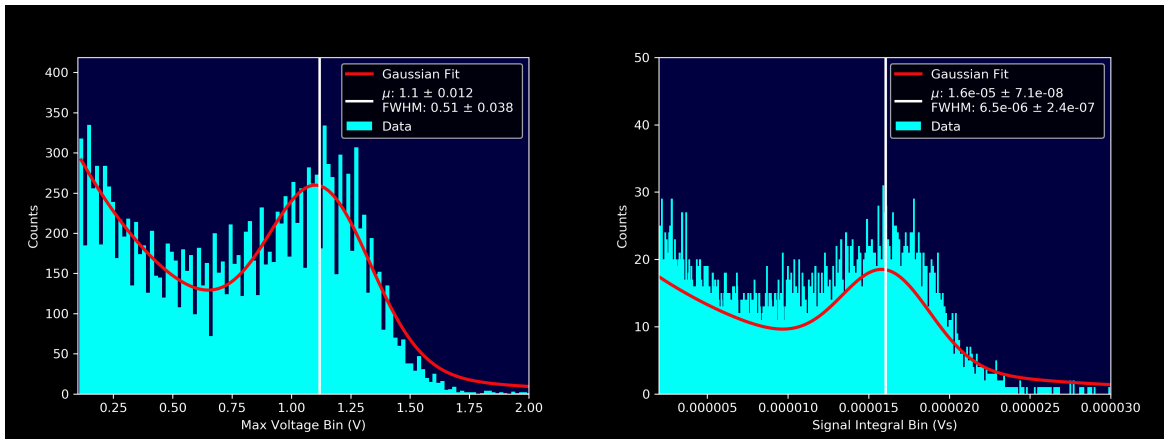 Gaussian Fit
μ: 1.1 ± 0.012
FWHM: 0.51 ± 0.038
Data
400
350
300
250
200
150
100
50
0
Counts
0.25 0.50 0.75 1.00 1.25 1.50 1.75 2.00
Max Voltage Bin (V)
Gaussian Fit
μ: 1.6e-05 ± 7.1e-08
FWHM: 6.5e-06 ± 2.4e-07
Data
50
40
30
20
10
0
Counts
0.000005 0.000010 0.000015 0.000020 0.000025 0.000030
Signal Integral Bin (Vs)